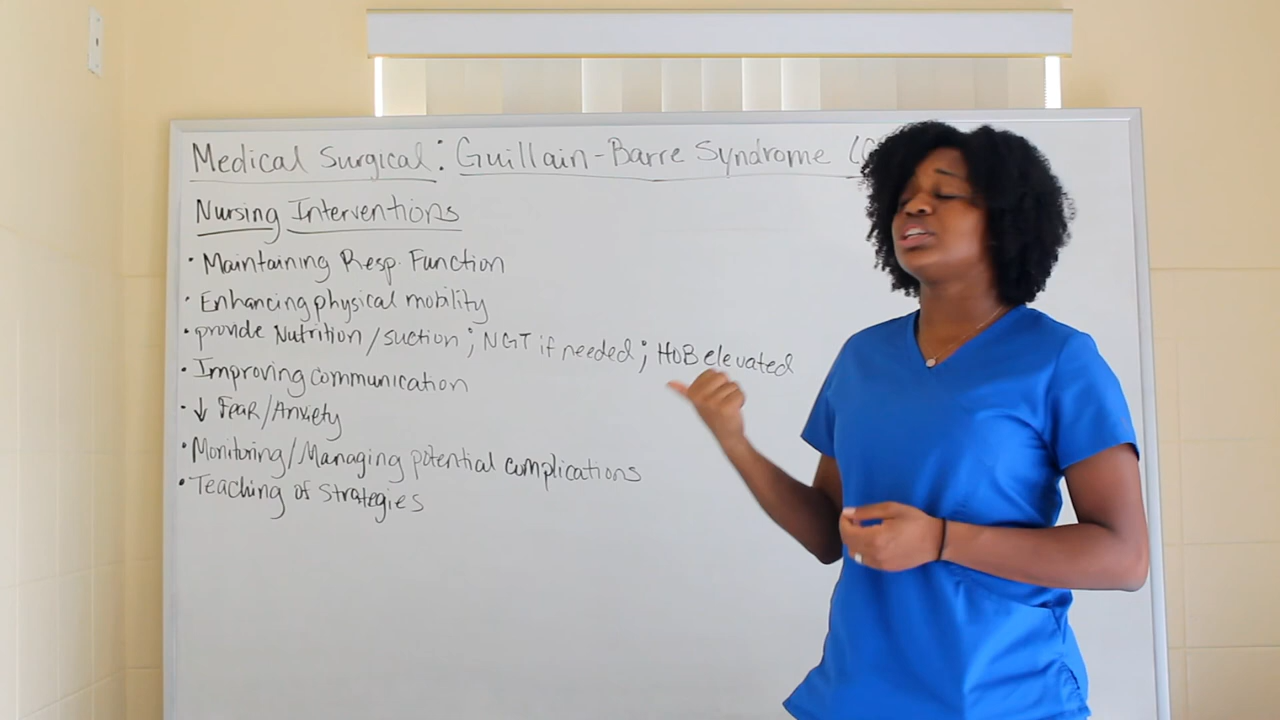 Medical Surgical: Guillain-Barre Syndrome (
Nursing Interventions
• Maintaining Resp. Function
• Enhancing physical mobility
• provide Nutrition/suction; NGT if needed; HOB elevated
• Improving communication
• ↓ Fear/Anxiety
• Monitoring/Managing potential complications
• Teaching of strategies